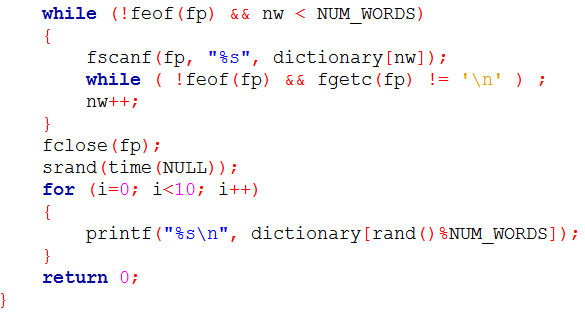 while (!feof(fp) && nw < NUM_WORDS)
{
fscanf(fp, "%s", dictionary[nw]);
while ( !feof(fp) && fgetc(fp) != '\n' ) ;
nw++;
}
fclose(fp);
srand(time(NULL));
for (i=0; i<10; i++)
{
printf("%s\n", dictionary[rand()%NUM_WORDS]);
}
return 0;
}